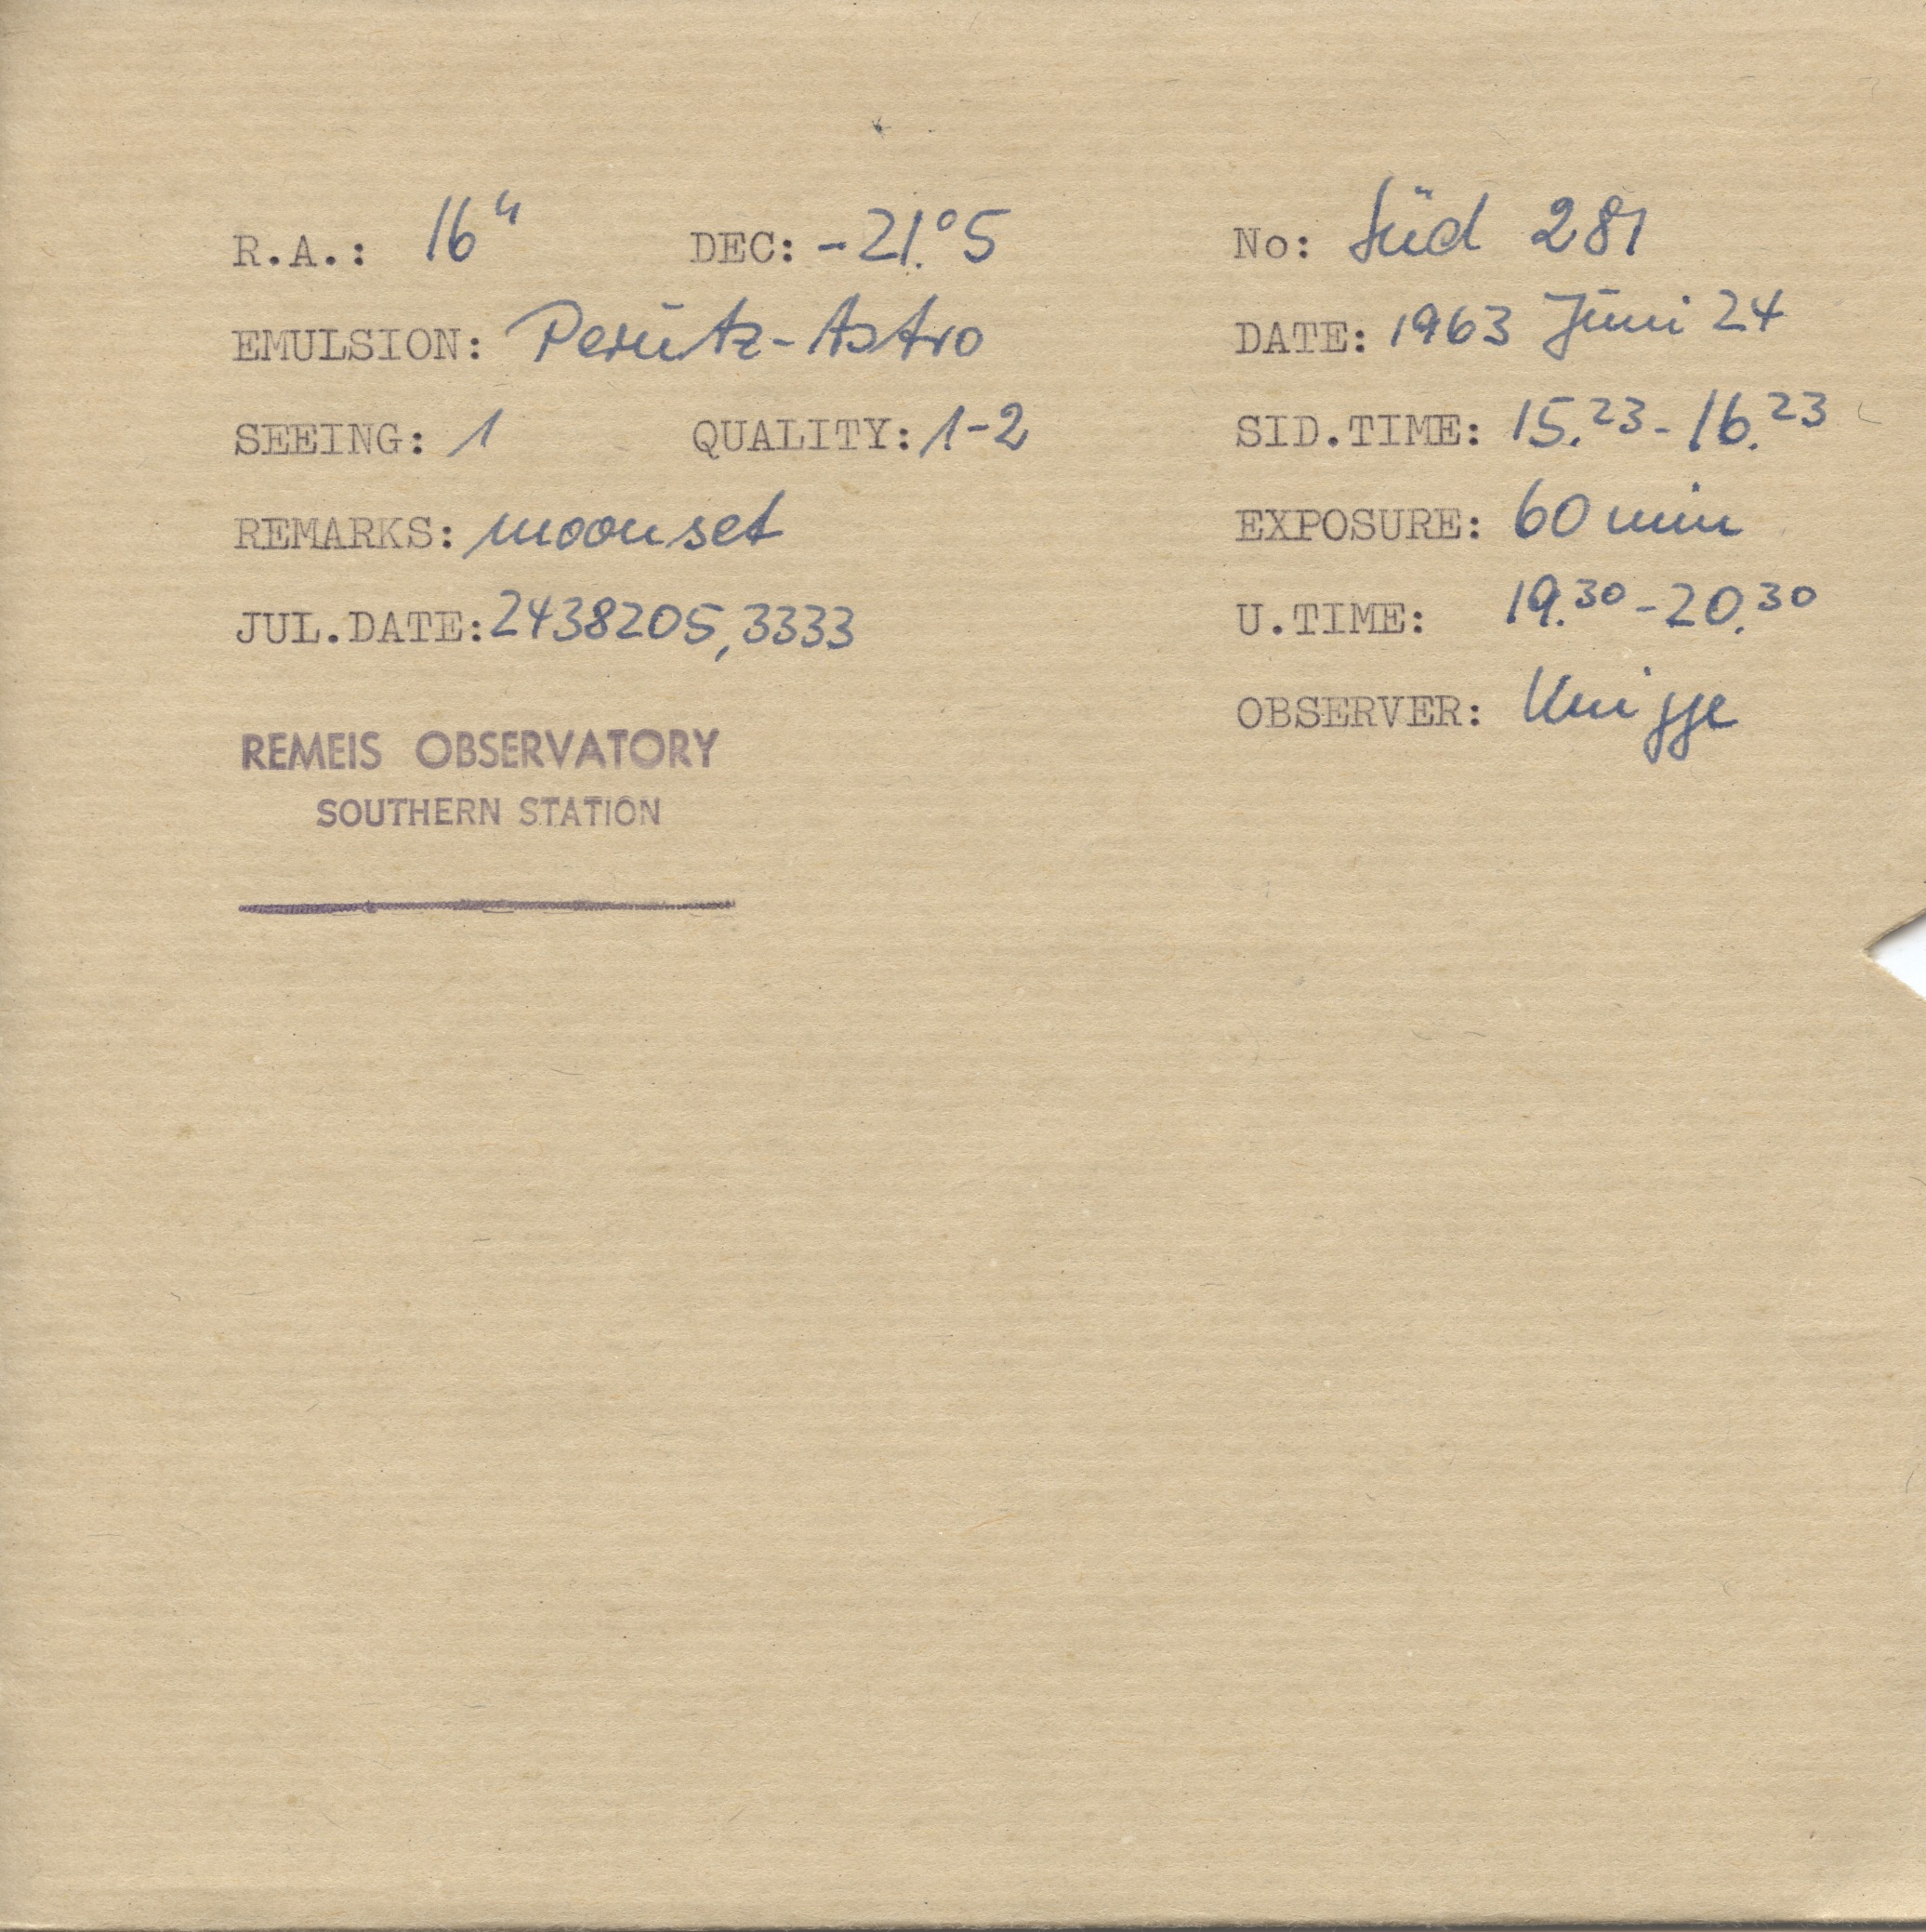 R.A.: 16ʰ DEC: -21.°5 No: Süd 281
EMULSION: Perutz-Astro DATE: 1963 Juni 24
SEEING: 1 QUALITY: 1-2 SID.TIME: 15.²³-16.²³
REMARKS: moonset EXPOSURE: 60 min
JUL.DATE: 2438205,3333 U.TIME: 19.³⁰-20.³⁰
OBSERVER: Knigge
REMEIS OBSERVATORY
SOUTHERN STATION